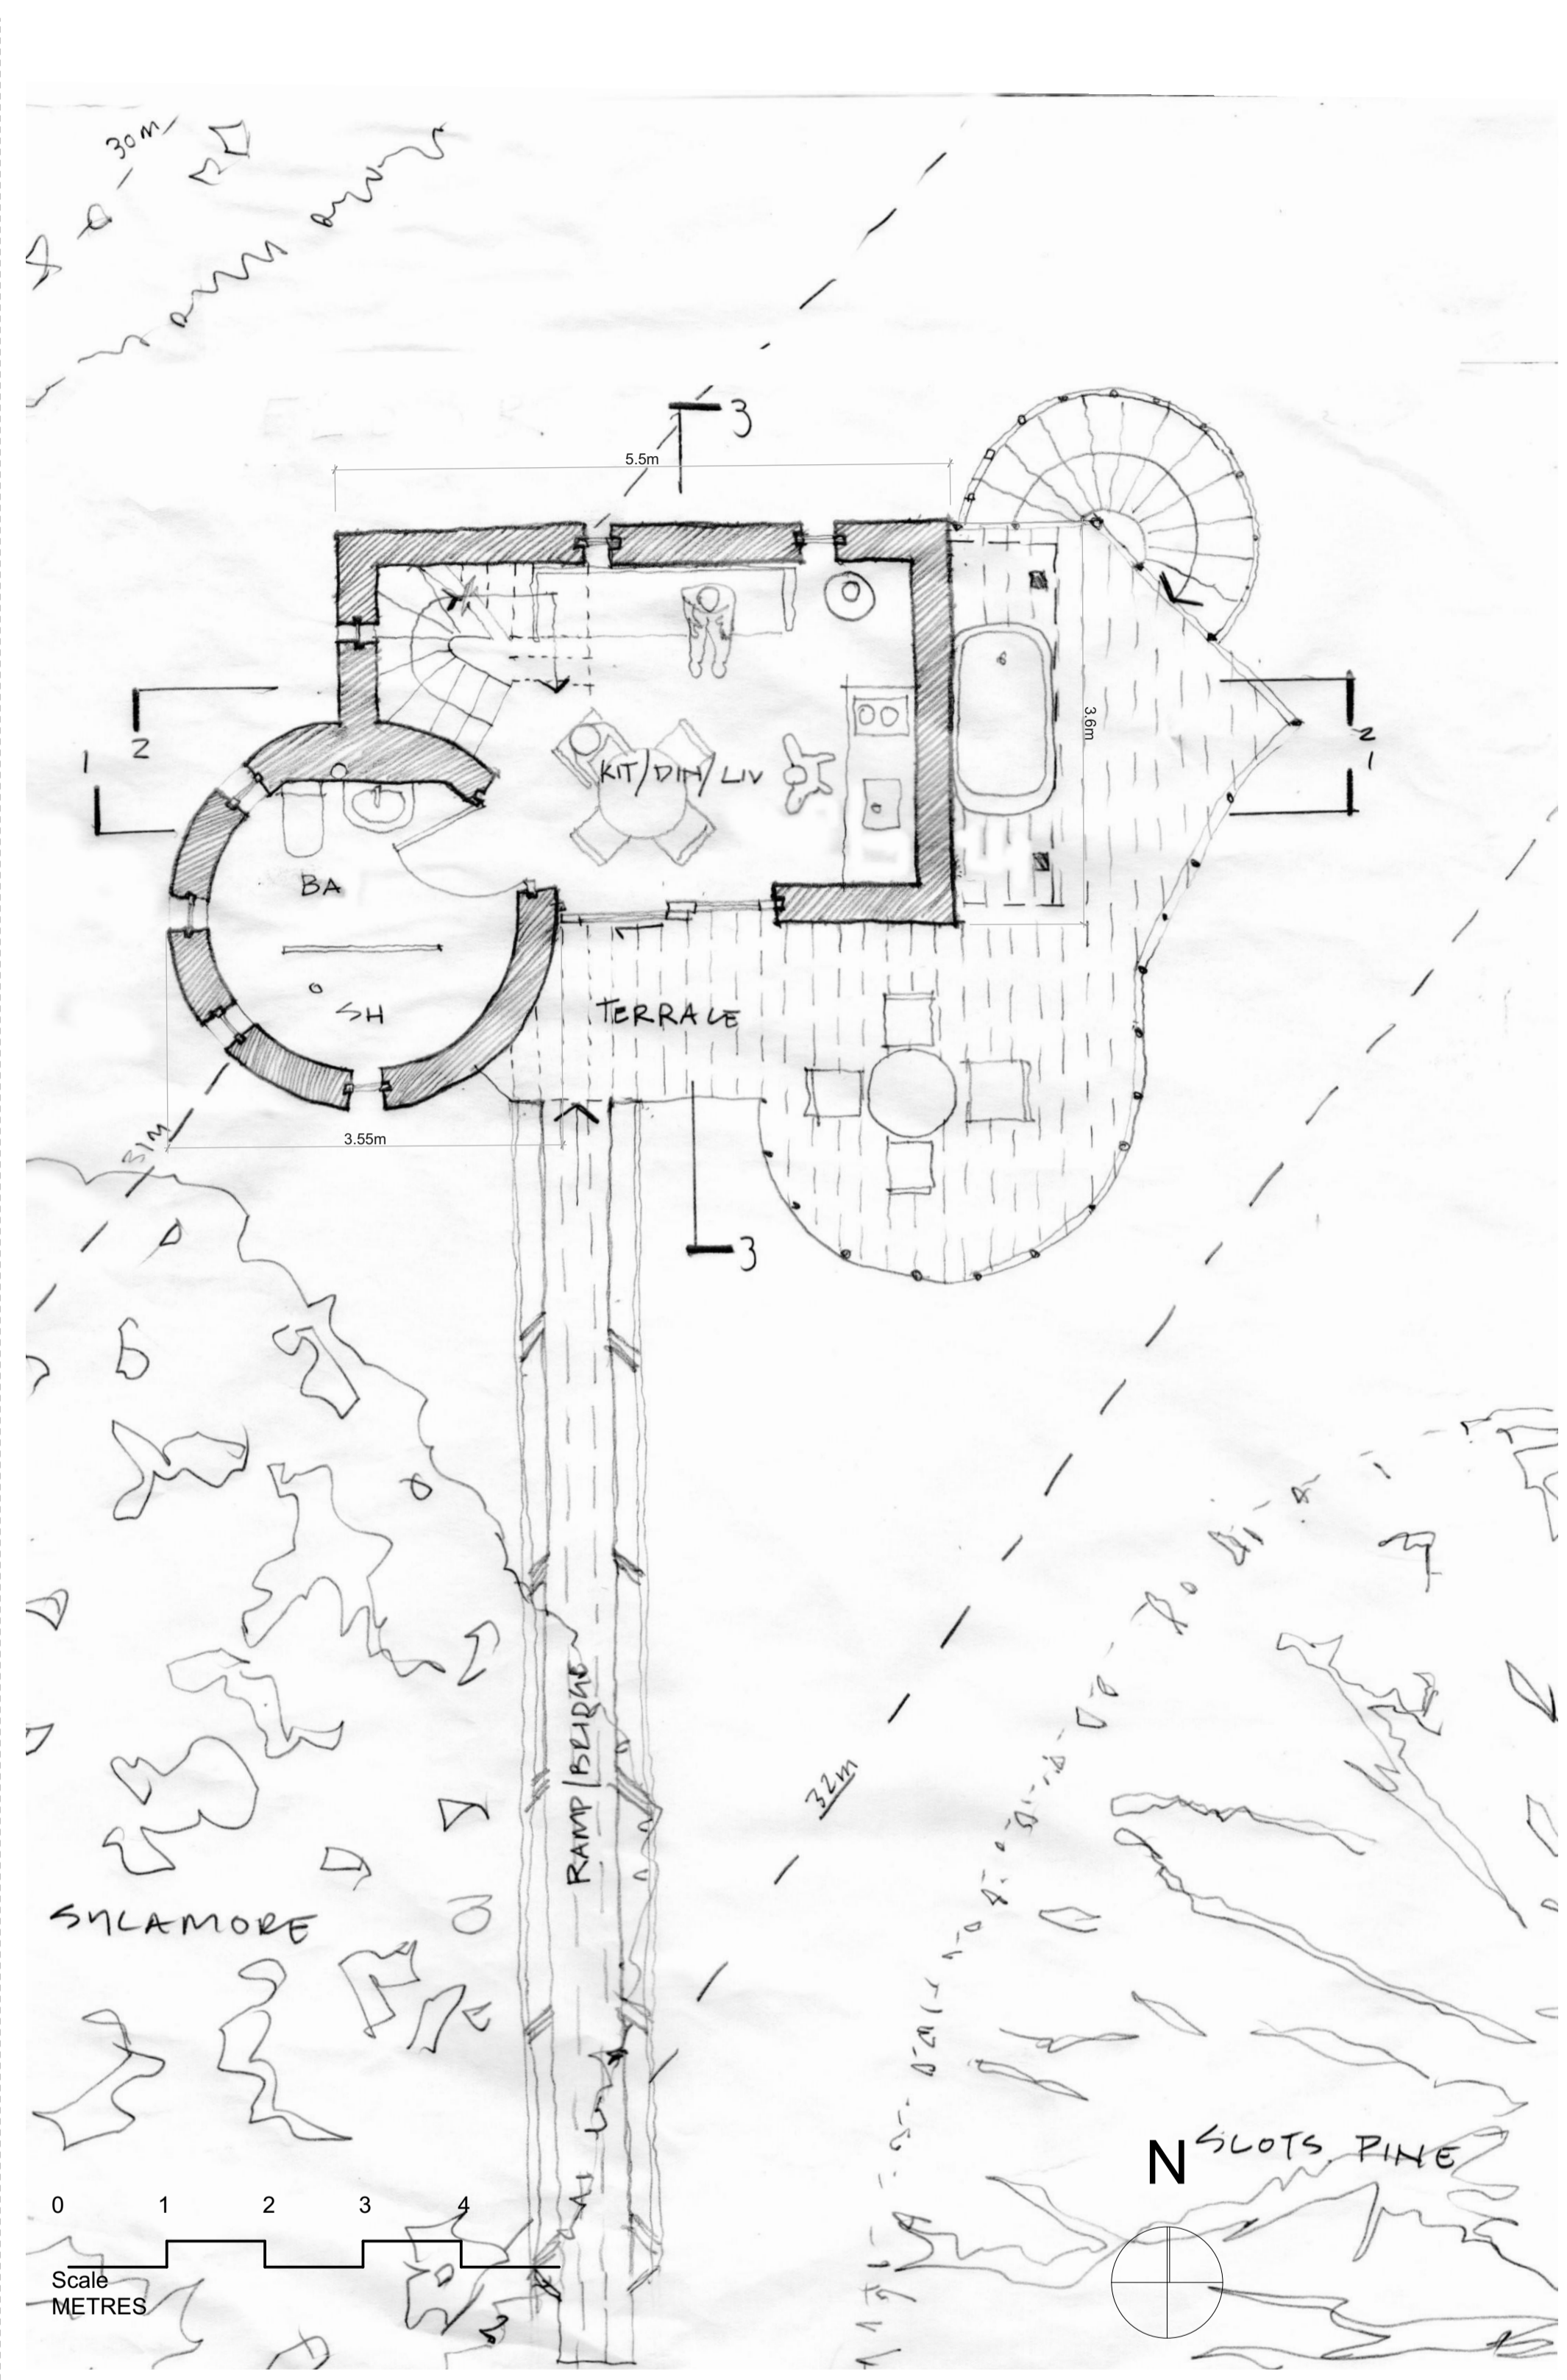 30m
3
5.5m
3.6m
2
1
2
1
KIT/DIN/LIV
BA
SH
TERRACE
3.55m
31m
3
RAMP/BRIDGE
32m
SYCAMORE
SCOTS PINE
N
0 1 2 3 4
Scale
METRES